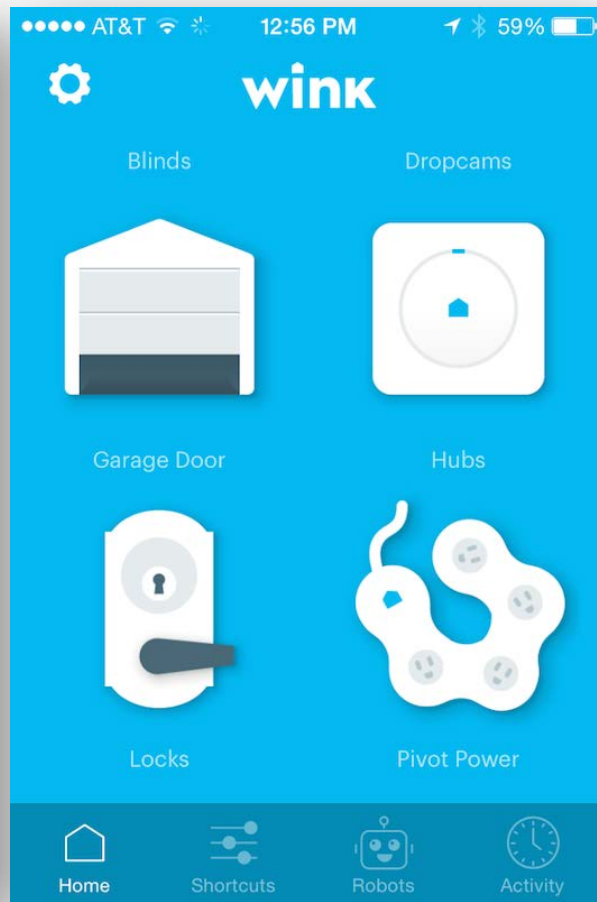 AT&T 12:56 PM 59%
wink
Blinds Dropcams
Garage Door Hubs
Locks Pivot Power
Home Shortcuts Robots Activity